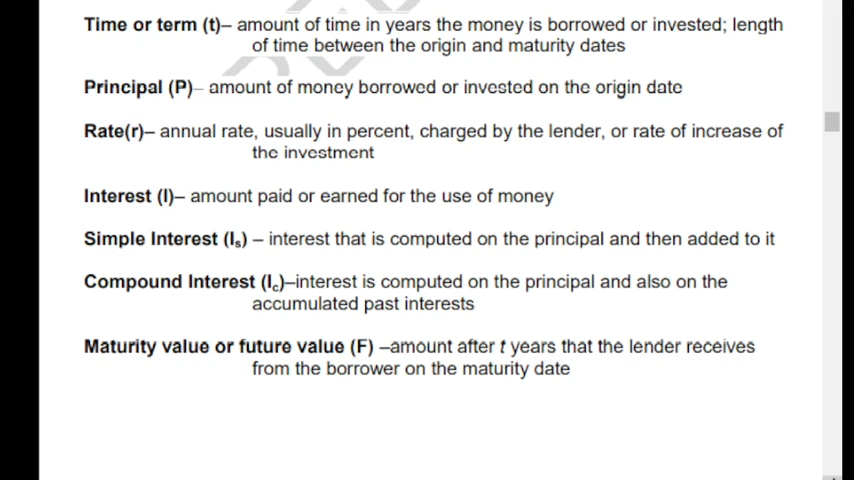 Time or term (t)– amount of time in years the money is borrowed or invested; length
of time between the origin and maturity dates
Principal (P)– amount of money borrowed or invested on the origin date
Rate(r)– annual rate, usually in percent, charged by the lender, or rate of increase of
the investment
Interest (I)– amount paid or earned for the use of money
Simple Interest (Is) – interest that is computed on the principal and then added to it
Compound Interest (Ic)–interest is computed on the principal and also on the
accumulated past interests
Maturity value or future value (F) –amount after t years that the lender receives
from the borrower on the maturity date